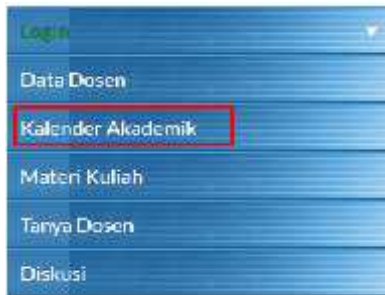 Login
Data Dosen
Kalender Akademik
Materi Kuliah
Tanya Dosen
Diskusi